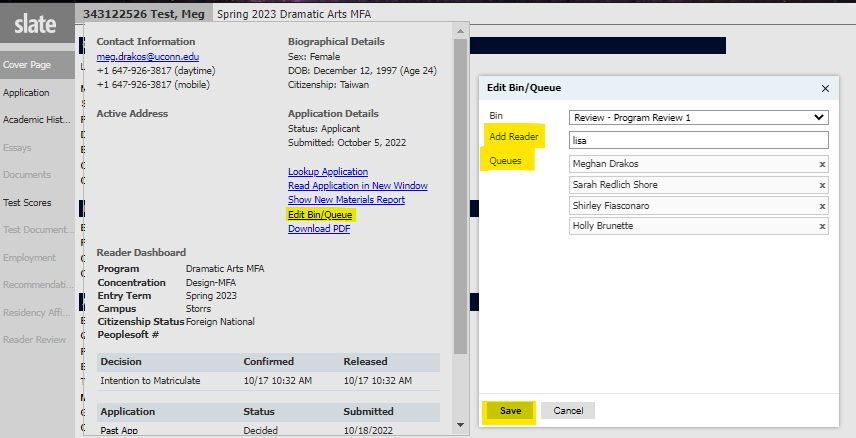 slate
Cover Page
Application
Academic Hist...
Essays
Documents
Test Scores
Test Document...
Employment
Recommendati...
Residency Affi...
Reader Review
343122526 Test, Meg Spring 2023 Dramatic Arts MFA
Contact Information
meg.drakos@uconn.edu
+1 647-926-3817 (daytime)
+1 647-926-3817 (mobile)
Active Address
Biographical Details
Sex: Female
DOB: December 12, 1997 (Age 24)
Citizenship: Taiwan
Application Details
Status: Applicant
Submitted: October 5, 2022
Lookup Application
Read Application in New Window
Show New Materials Report
Edit Bin/Queue
Download PDF
Reader Dashboard
Program Dramatic Arts MFA
Concentration Design-MFA
Entry Term Spring 2023
Campus Storrs
Citizenship Status Foreign National
Peoplesoft #
Decision Confirmed Released
Intention to Matriculate 10/17 10:32 AM 10/17 10:32 AM
Application Status Submitted
Past App Decided 10/18/2022
Edit Bin/Queue ×
Bin Review - Program Review 1
Add Reader lisa
Queues Meghan Drakos x
Sarah Redlich Shore x
Shirley Fiasconaro x
Holly Brunette x
Save Cancel